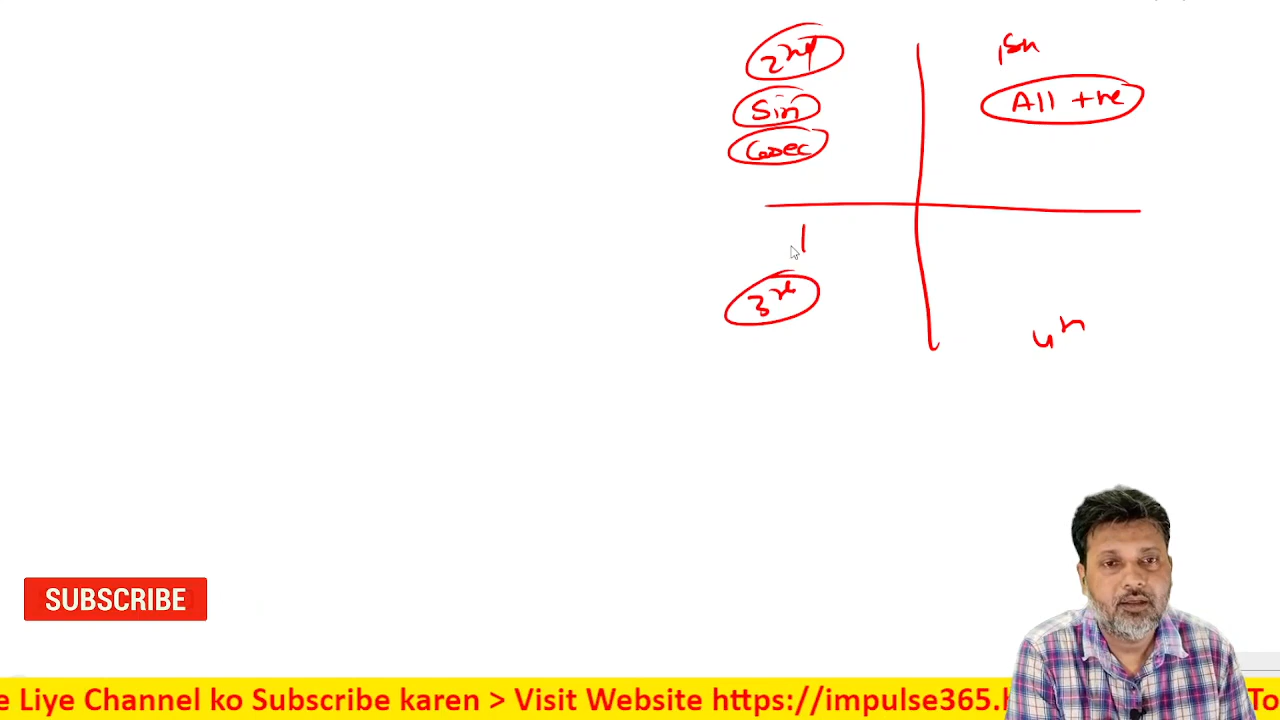 2nd
Sin
Cosec
1st
All +ve
3rd
4th
SUBSCRIBE
e Liye Channel ko Subscribe karen > Visit Website https://impulse365.h
To